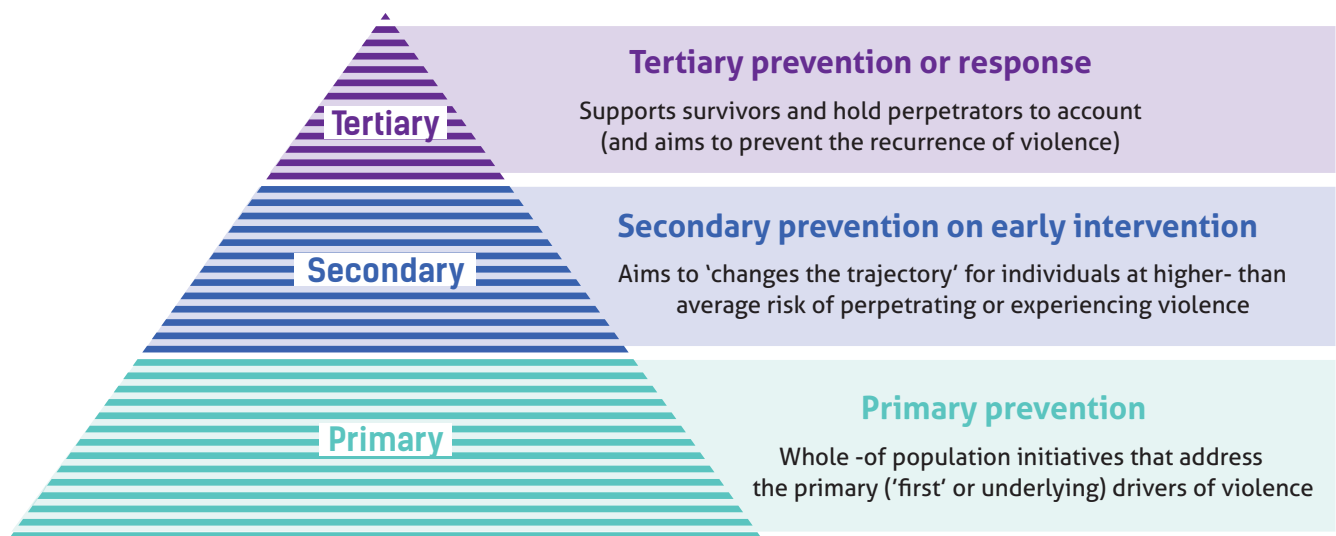 Tertiary
Tertiary prevention or response
Supports survivors and hold perpetrators to account
(and aims to prevent the recurrence of violence)
Secondary
Secondary prevention on early intervention
Aims to ‘changes the trajectory’ for individuals at higher- than
average risk of perpetrating or experiencing violence
Primary
Primary prevention
Whole -of population initiatives that address
the primary (‘first’ or underlying) drivers of violence